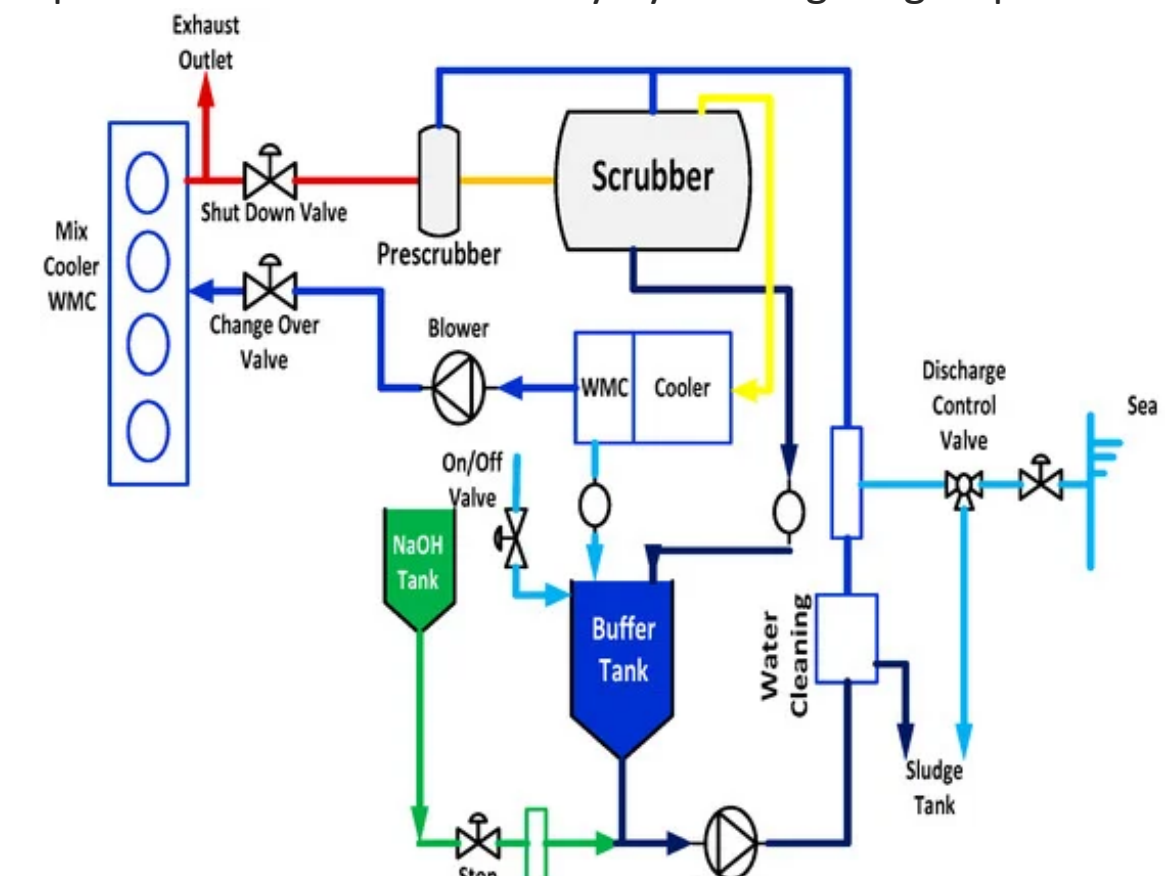 Exhaust
Outlet
Scrubber
Shut Down Valve
Prescrubber
Mix
Cooler
WMC
Change Over
Valve
Blower
WMC
Cooler
Discharge
Control
Valve
Sea
On/Off
Valve
NaOH
Tank
Buffer
Tank
Water
Cleaning
Sludge
Tank
Stop